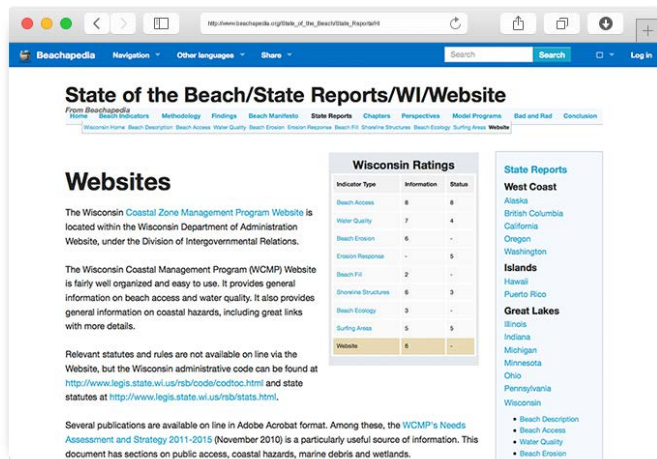 http://www.beachapedia.org/State_of_the_Beach/State_Reports/HI
Beachapedia Navigation Other languages Share Search Search Log in
State of the Beach/State Reports/WI/Website
From Beachapedia
Home Beach Indicators Methodology Findings Beach Manifesto State Reports Chapters Perspectives Model Programs Bad and Rad Conclusion
Wisconsin Home Beach Description Beach Access Water Quality Beach Erosion Erosion Response Beach Fill Shoreline Structures Beach Ecology Surfing Areas Website
Websites
The Wisconsin Coastal Zone Management Program Website is
located within the Wisconsin Department of Administration
Website, under the Division of Intergovernmental Relations.
The Wisconsin Coastal Management Program (WCMP) Website
is fairly well organized and easy to use. It provides general
information on beach access and water quality. It also provides
general information on coastal hazards, including great links
with more details.
Relevant statutes and rules are not available on line via the
Website, but the Wisconsin administrative code can be found at
http://www.legis.state.wi.us/rsb/code/codtoc.html and state
statutes at http://www.legis.state.wi.us/rsb/stats.html.
Several publications are available on line in Adobe Acrobat format. Among these, the WCMP's Needs
Assessment and Strategy 2011-2015 (November 2010) is a particularly useful source of information. This
document has sections on public access, coastal hazards, marine debris and wetlands.
Wisconsin Ratings
Indicator Type Information Status
Beach Access 8 8
Water Quality 7 4
Beach Erosion 6 -
Erosion Response - 5
Beach Fill 2 -
Shoreline Structures 6 3
Beach Ecology 3 -
Surfing Areas 5 5
Website -
State Reports
West Coast
Alaska
British Columbia
California
Oregon
Washington
Islands
Hawaii
Puerto Rico
Great Lakes
Illinois
Indiana
Michigan
Minnesota
Ohio
Pennsylvania
Wisconsin
Beach Description
Beach Access
Water Quality
Beach Erosion